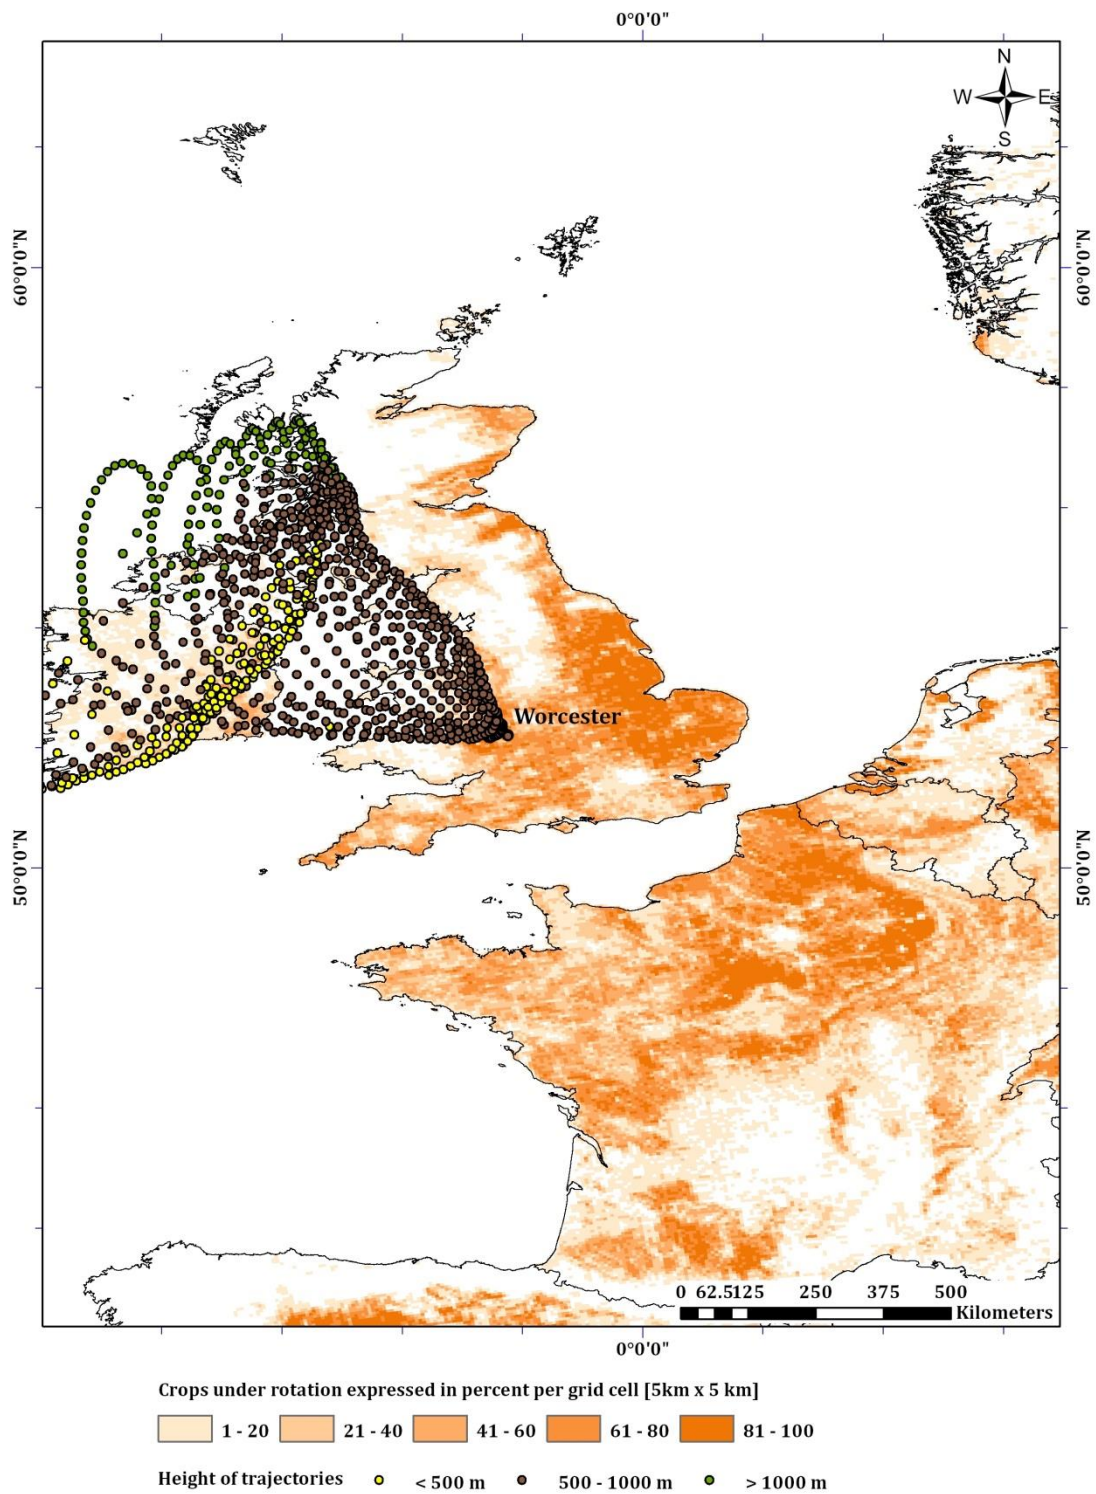 0°0'0"
N
W E
S
60°0'0"N
60°0'0"N
Worcester
50°0'0"N
50°0'0"N
0 62.5 125 250 375 500
Kilometers
0°0'0"
Crops under rotation expressed in percent per grid cell [5km x 5 km]
1 - 20 21 - 40 41 - 60 61 - 80 81 - 100
Height of trajectories < 500 m 500 - 1000 m > 1000 m